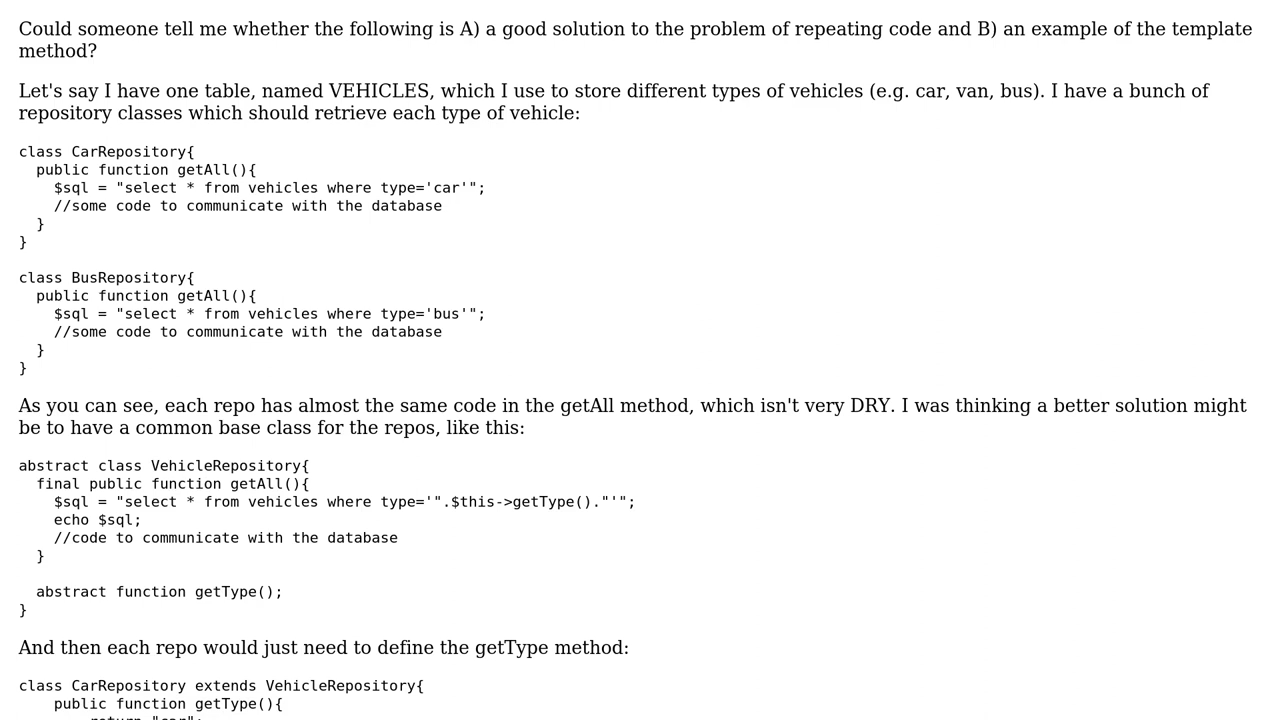 Could someone tell me whether the following is A) a good solution to the problem of repeating code and B) an example of the template
method?
Let's say I have one table, named VEHICLES, which I use to store different types of vehicles (e.g. car, van, bus). I have a bunch of
repository classes which should retrieve each type of vehicle:
class CarRepository{
  public function getAll(){
    $sql = "select * from vehicles where type='car'";
    //some code to communicate with the database
  }
}
class BusRepository{
  public function getAll(){
    $sql = "select * from vehicles where type='bus'";
    //some code to communicate with the database
  }
}
As you can see, each repo has almost the same code in the getAll method, which isn't very DRY. I was thinking a better solution might
be to have a common base class for the repos, like this:
abstract class VehicleRepository{
  final public function getAll(){
    $sql = "select * from vehicles where type='".$this->getType()."'";
    echo $sql;
    //code to communicate with the database
  }
  abstract function getType();
}
And then each repo would just need to define the getType method:
class CarRepository extends VehicleRepository{
    public function getType(){
        return "car";